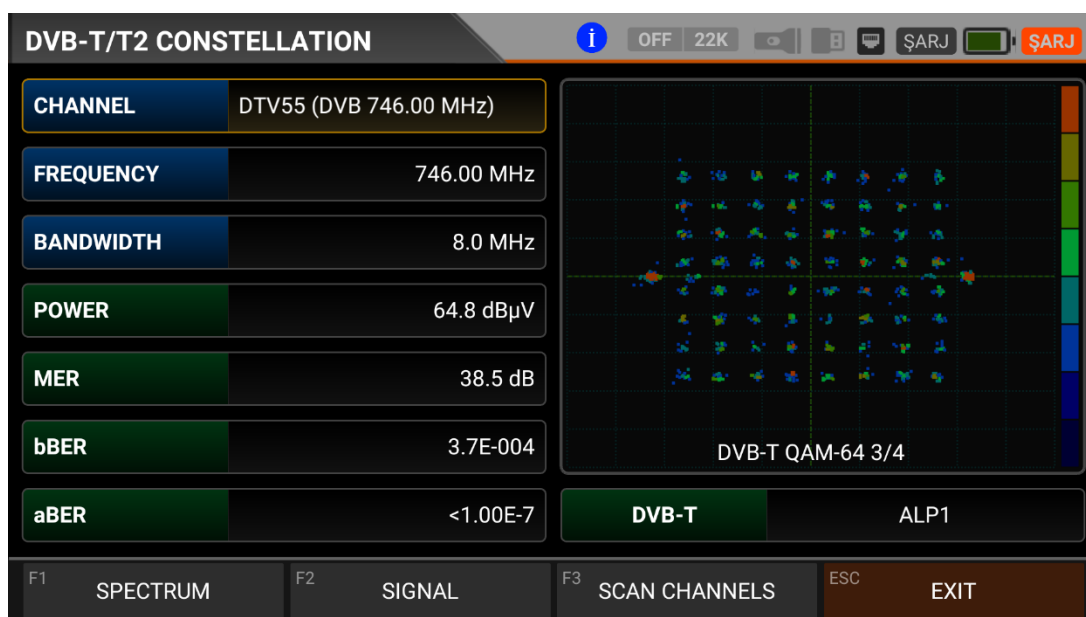 DVB-T/T2 CONSTELLATION
i OFF 22K ŞARJ ŞARJ
CHANNEL DTV55 (DVB 746.00 MHz)
FREQUENCY 746.00 MHz
BANDWIDTH 8.0 MHz
POWER 64.8 dBµV
MER 38.5 dB
bBER 3.7E-004
aBER <1.00E-7
DVB-T QAM-64 3/4
DVB-T ALP1
F1 SPECTRUM F2 SIGNAL F3 SCAN CHANNELS ESC EXIT